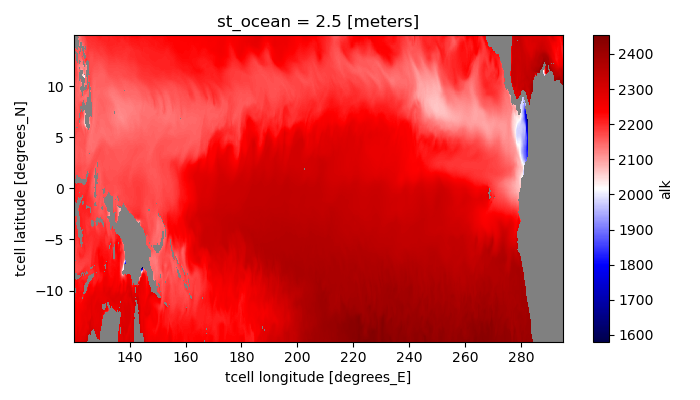 st_ocean = 2.5 [meters]
10
5
0
−5
−10
tcell latitude [degrees_N]
140 160 180 200 220 240 260 280
tcell longitude [degrees_E]
2400
2300
2200
2100
2000
1900
1800
1700
1600
alk